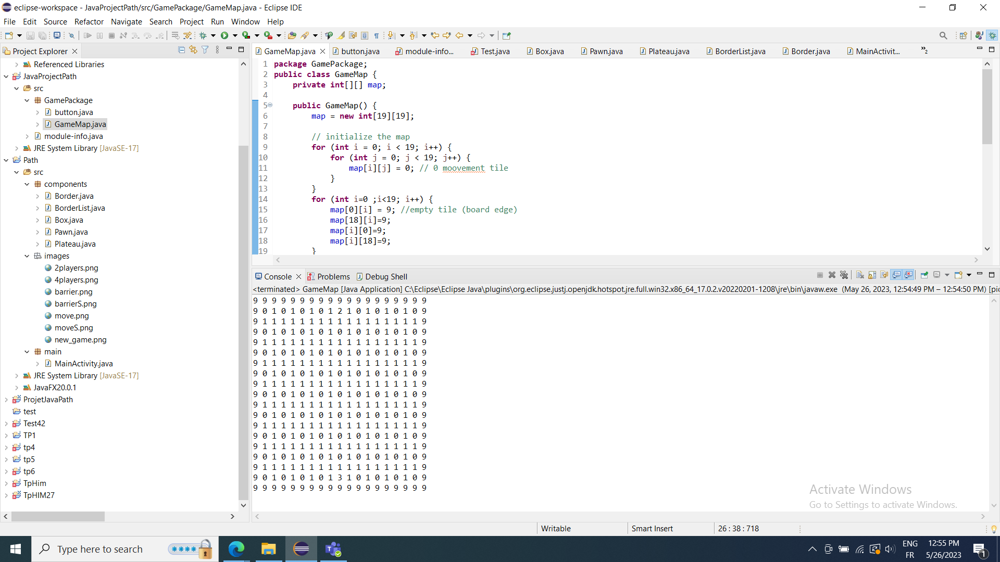 eclipse-workspace - JavaProjectPath/src/GamePackage/GameMap.java - Eclipse IDE
File Edit Source Refactor Navigate Search Project Run Window Help
Project Explorer
Referenced Libraries
JavaProjectPath
src
GamePackage
button.java
GameMap.java
module-info.java
JRE System Library [JavaSE-17]
Path
src
components
Border.java
BorderList.java
Box.java
Pawn.java
Plateau.java
images
2players.png
4players.png
barrier.png
barrierS.png
move.png
moveS.png
new_game.png
main
MainActivity.java
JRE System Library [JavaSE-17]
JavaFX20.0.1
ProjetJavaPath
test
Test42
TP1
tp4
tp5
tp6
TpHim
TpHIM27
GameMap.java button.java module-info... Test.java Box.java Pawn.java Plateau.java BorderList.java Border.java MainActivit... »2
1 package GamePackage;
2 public class GameMap {
3 private int[][] map;
4
5 public GameMap() {
6 map = new int[19][19];
7
8 // initialize the map
9 for (int i = 0; i < 19; i++) {
10 for (int j = 0; j < 19; j++) {
11 map[i][j] = 0; // 0 moovement tile
12 }
13 }
14 for (int i=0 ;i<19; i++) {
15 map[0][i] = 9; //empty tile (board edge)
16 map[18][i]=9;
17 map[i][0]=9;
18 map[i][18]=9;
19 }
Console Problems Debug Shell
<terminated> GameMap [Java Application] C:\Eclipse\Eclipse Java\plugins\org.eclipse.justj.openjdk.hotspot.jre.full.win32.x86_64_17.0.2.v20220201-1208\jre\bin\javaw.exe (May 26, 2023, 12:54:49 PM – 12:54:50 PM) [pi
9 9 9 9 9 9 9 9 9 9 9 9 9 9 9 9 9 9 9
9 0 1 0 1 0 1 0 1 2 1 0 1 0 1 0 1 0 9
9 1 1 1 1 1 1 1 1 1 1 1 1 1 1 1 1 1 9
9 0 1 0 1 0 1 0 1 0 1 0 1 0 1 0 1 0 9
9 1 1 1 1 1 1 1 1 1 1 1 1 1 1 1 1 1 9
9 0 1 0 1 0 1 0 1 0 1 0 1 0 1 0 1 0 9
9 1 1 1 1 1 1 1 1 1 1 1 1 1 1 1 1 1 9
9 0 1 0 1 0 1 0 1 0 1 0 1 0 1 0 1 0 9
9 1 1 1 1 1 1 1 1 1 1 1 1 1 1 1 1 1 9
9 0 1 0 1 0 1 0 1 0 1 0 1 0 1 0 1 0 9
9 1 1 1 1 1 1 1 1 1 1 1 1 1 1 1 1 1 9
9 0 1 0 1 0 1 0 1 0 1 0 1 0 1 0 1 0 9
9 1 1 1 1 1 1 1 1 1 1 1 1 1 1 1 1 1 9
9 0 1 0 1 0 1 0 1 0 1 0 1 0 1 0 1 0 9
9 1 1 1 1 1 1 1 1 1 1 1 1 1 1 1 1 1 9
9 0 1 0 1 0 1 0 1 0 1 0 1 0 1 0 1 0 9
9 1 1 1 1 1 1 1 1 1 1 1 1 1 1 1 1 1 9
9 0 1 0 1 0 1 0 1 3 1 0 1 0 1 0 1 0 9
9 9 9 9 9 9 9 9 9 9 9 9 9 9 9 9 9 9 9
Activate Windows
Go to Settings to activate Windows.
Writable Smart Insert 26 : 38 : 718
Type here to search
****
ENG
FR
12:55 PM
5/26/2023
1